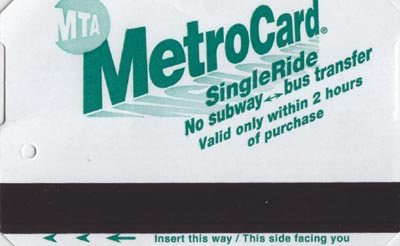 MTA
MetroCard®
SingleRide
No subway↔bus transfer
Valid only within 2 hours
of purchase
Insert this way / This side facing you